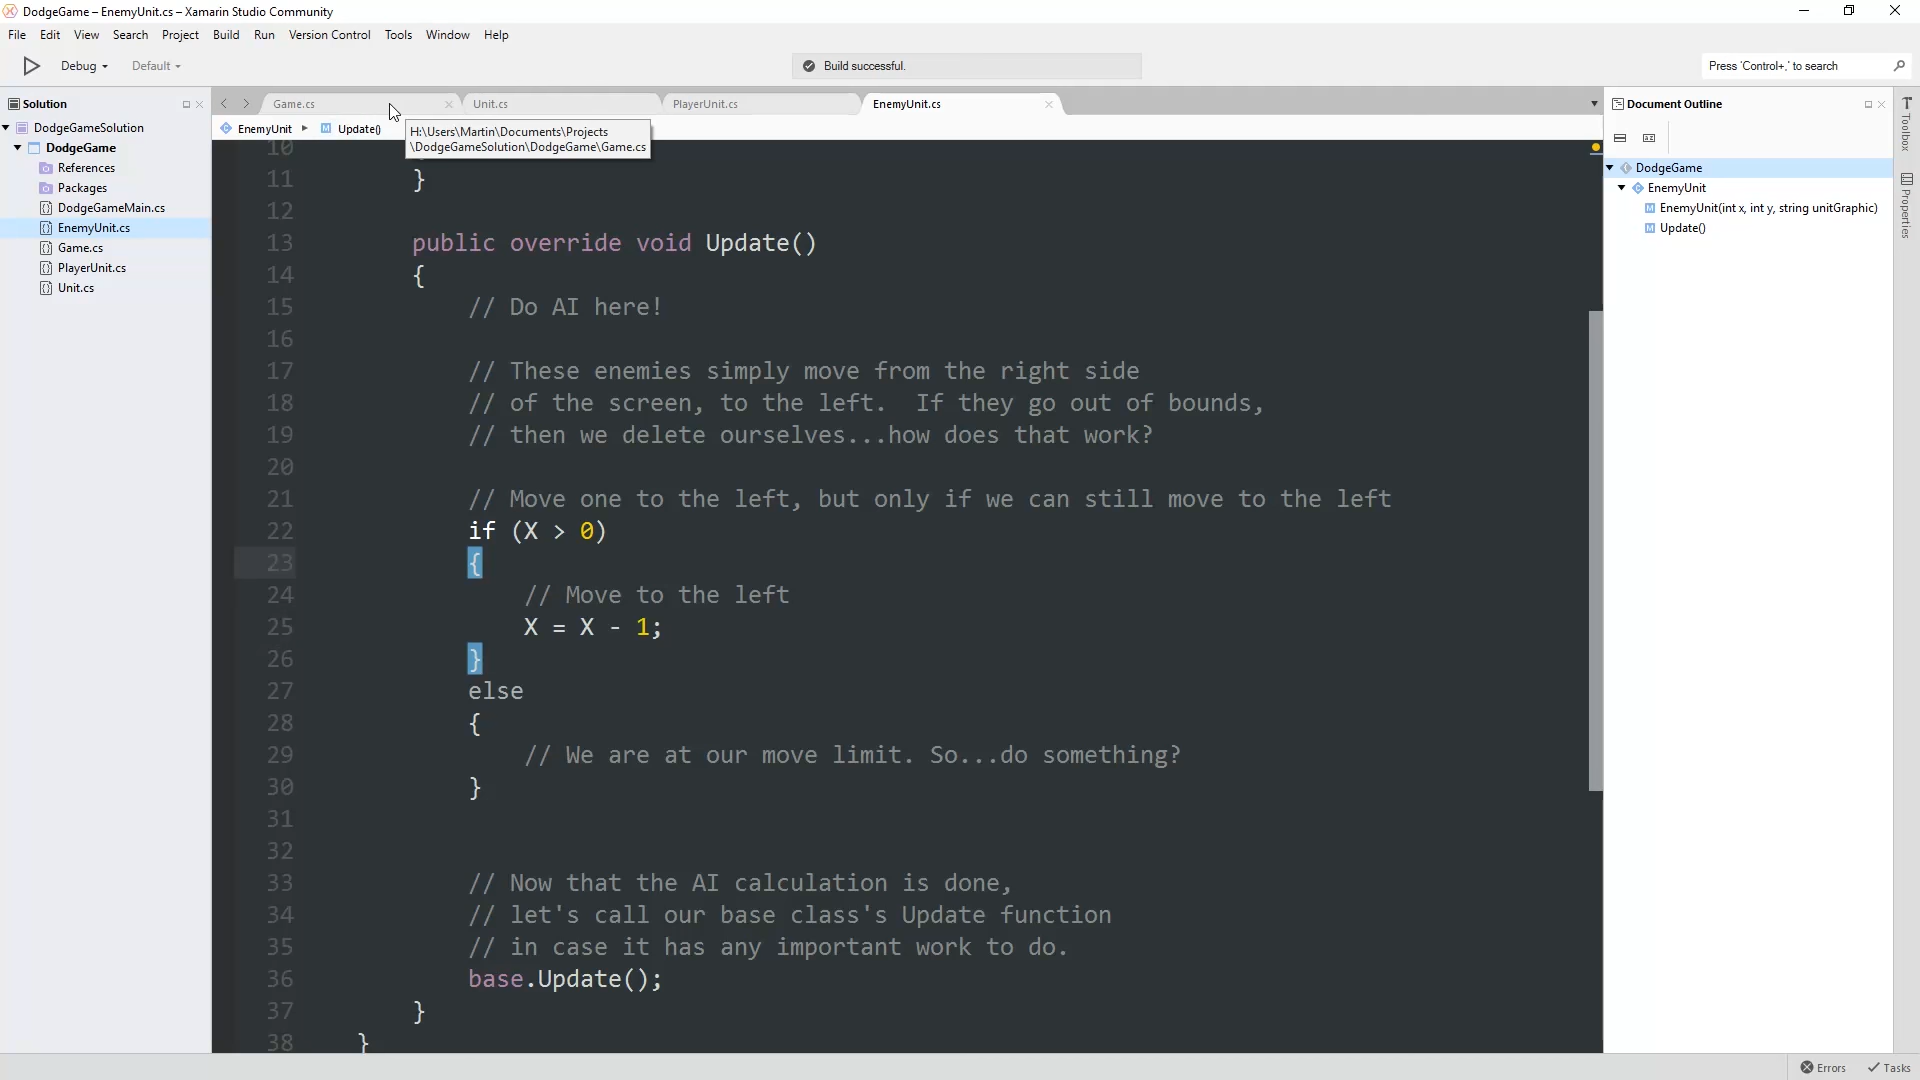 DodgeGame – EnemyUnit.cs – Xamarin Studio Community
File Edit View Search Project Build Run Version Control Tools Window Help
Debug Default Build successful. Press 'Control+,' to search
Solution
DodgeGameSolution
DodgeGame
References
Packages
DodgeGameMain.cs
EnemyUnit.cs
Game.cs
PlayerUnit.cs
Unit.cs
Game.cs Unit.cs PlayerUnit.cs EnemyUnit.cs
EnemyUnit Update()
H:\Users\Martin\Documents\Projects
\DodgeGameSolution\DodgeGame\Game.cs
10
11 }
12
13 public override void Update()
14 {
15 // Do AI here!
16
17 // These enemies simply move from the right side
18 // of the screen, to the left.  If they go out of bounds,
19 // then we delete ourselves...how does that work?
20
21 // Move one to the left, but only if we can still move to the left
22 if (X > 0)
23 {
24 // Move to the left
25 X = X - 1;
26 }
27 else
28 {
29 // We are at our move limit. So...do something?
30 }
31
32
33 // Now that the AI calculation is done,
34 // let's call our base class's Update function
35 // in case it has any important work to do.
36 base.Update();
37 }
38 }
Document Outline
DodgeGame
EnemyUnit
EnemyUnit(int x, int y, string unitGraphic)
Update()
Toolbox
Properties
Errors Tasks